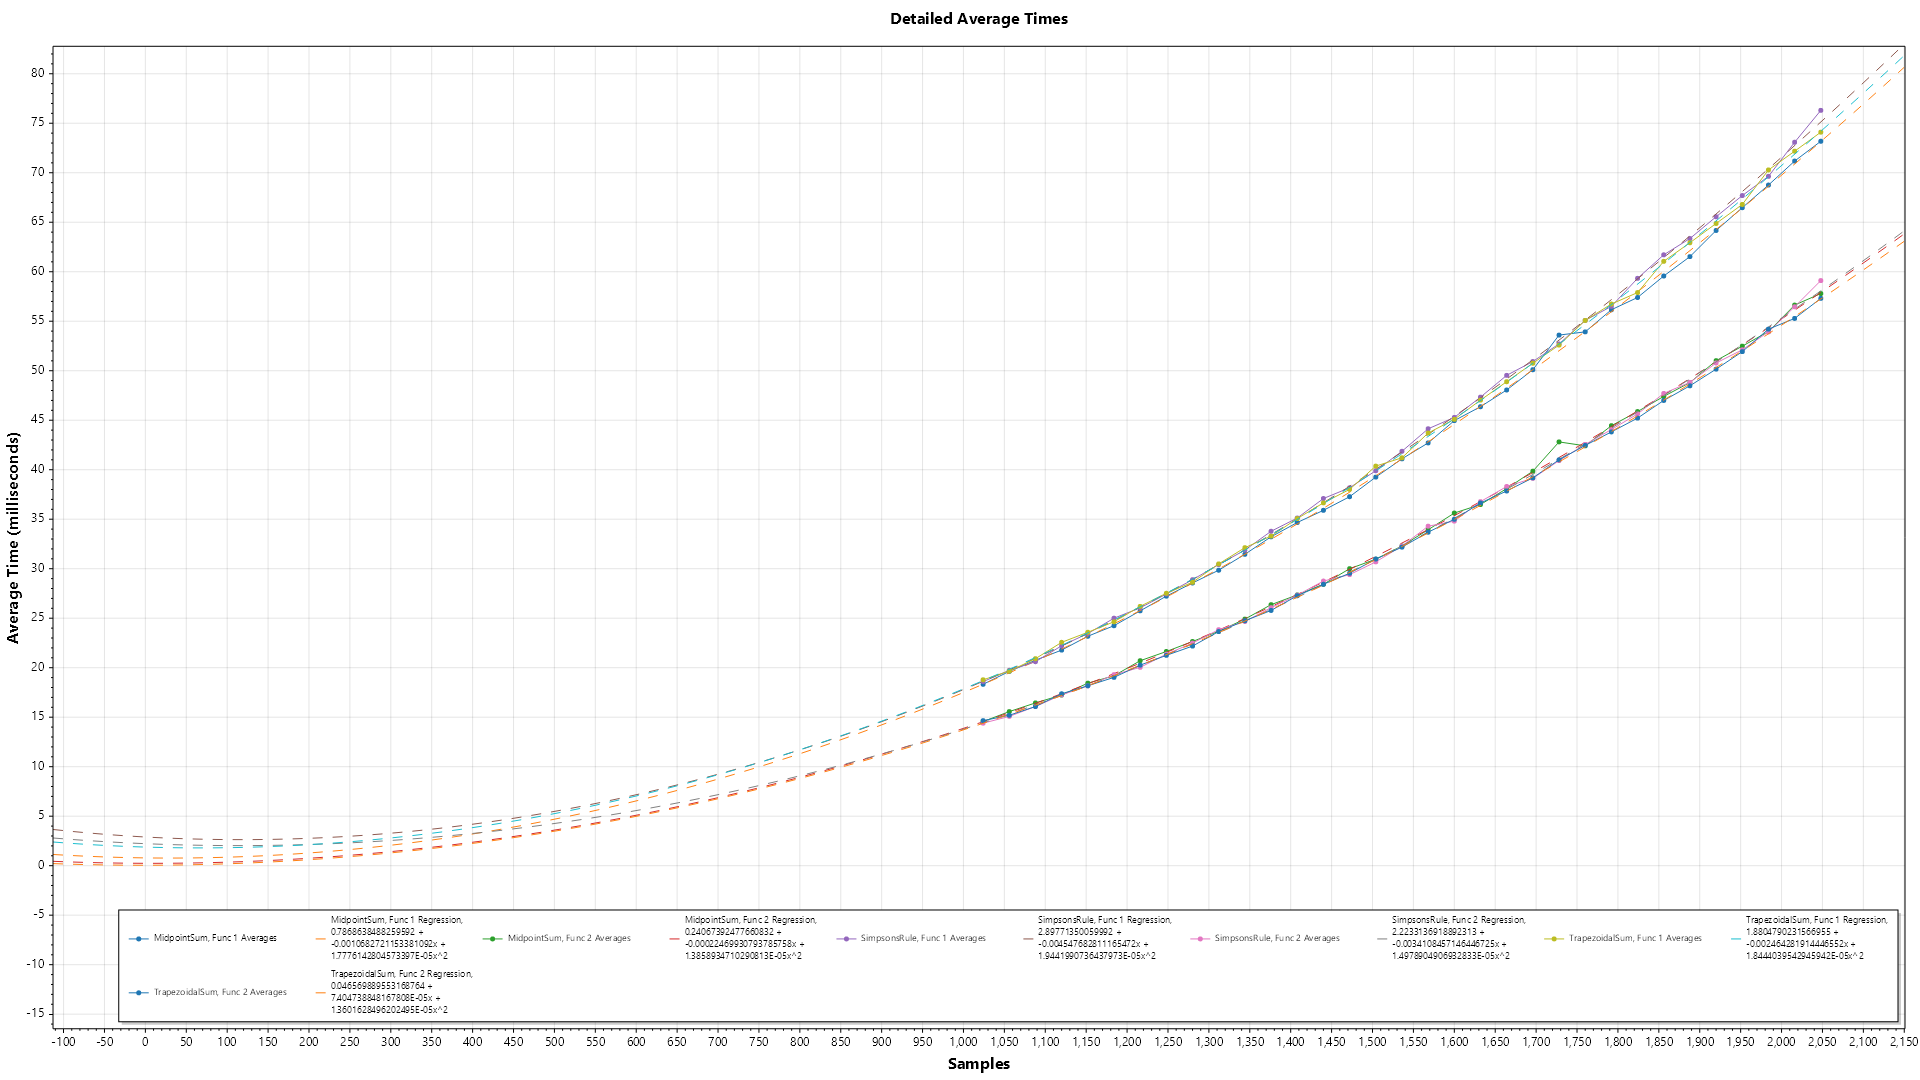 Detailed Average Times
Average Time (milliseconds)
80
75
70
65
60
55
50
45
40
35
30
25
20
15
10
5
0
-5
-10
-15
-100 -50 0 50 100 150 200 250 300 350 400 450 500 550 600 650 700 750 800 850 900 950 1,000 1,050 1,100 1,150 1,200 1,250 1,300 1,350 1,400 1,450 1,500 1,550 1,600 1,650 1,700 1,750 1,800 1,850 1,900 1,950 2,000 2,050 2,100 2,150
Samples
MidpointSum, Func 1 Averages
MidpointSum, Func 1 Regression,
0.7868638488259592 +
-0.0010682721153381092x +
1.7776142804573397E-05x^2
MidpointSum, Func 2 Averages
MidpointSum, Func 2 Regression,
0.24067392477660832 +
-0.00022469930793785758x +
1.3858934710290813E-05x^2
SimpsonsRule, Func 1 Averages
SimpsonsRule, Func 1 Regression,
2.89771350059992 +
-0.004547682811165472x +
1.9441990736437973E-05x^2
SimpsonsRule, Func 2 Averages
SimpsonsRule, Func 2 Regression,
2.2233136918892313 +
-0.0034108457146446725x +
1.4978904906932833E-05x^2
TrapezoidalSum, Func 1 Averages
TrapezoidalSum, Func 1 Regression,
1.8804790231566955 +
-0.002464281914446552x +
1.8444039542945942E-05x^2
TrapezoidalSum, Func 2 Averages
TrapezoidalSum, Func 2 Regression,
0.046569889553168764 +
7.404738848167808E-05x +
1.3601628496202495E-05x^2